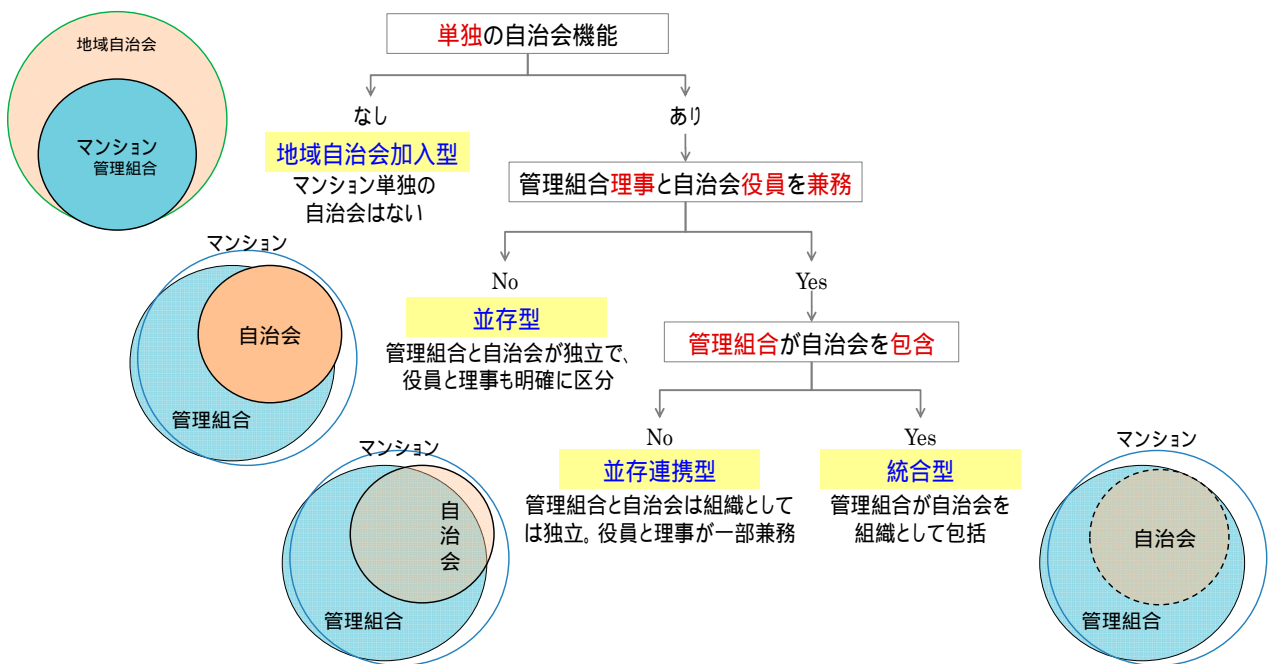 単独の自治会機能
地域自治会
マンション
管理組合
なし
あり
地域自治会加入型
マンション単独の
自治会はない
管理組合理事と自治会役員を兼務
マンション
自治会
管理組合
No
Yes
並存型
管理組合と自治会が独立で、
役員と理事も明確に区分
管理組合が自治会を包含
No
Yes
マンション
自治会
管理組合
並存連携型
管理組合と自治会は組織として
は独立。役員と理事が一部兼務
統合型
管理組合が自治会を
組織として包括
マンション
自治会
管理組合